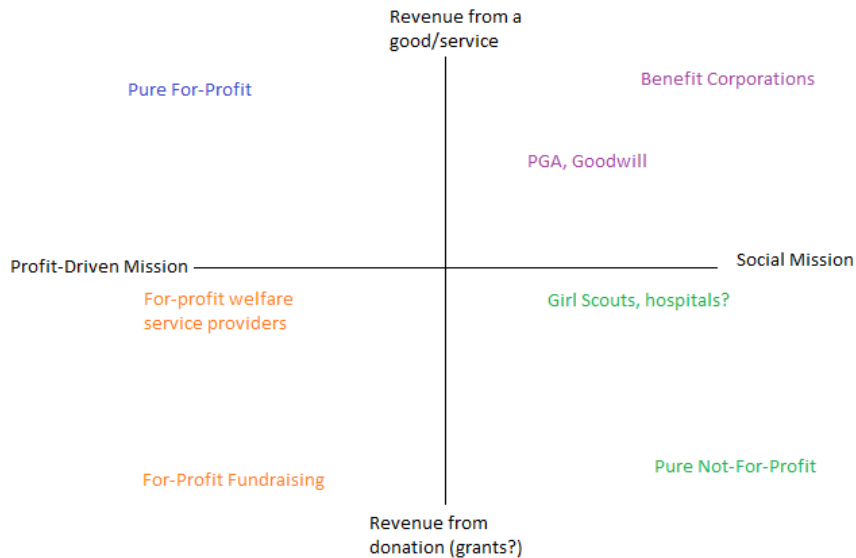 Revenue from a
good/service
Pure For-Profit
Benefit Corporations
PGA, Goodwill
Profit-Driven Mission
Social Mission
For-profit welfare
service providers
Girl Scouts, hospitals?
For-Profit Fundraising
Pure Not-For-Profit
Revenue from
donation (grants?)